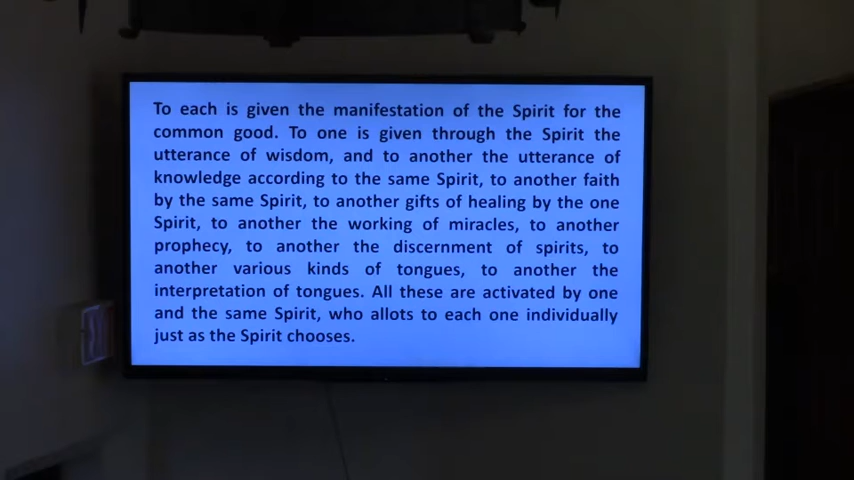 To each is given the manifestation of the Spirit for the
common good. To one is given through the Spirit the
utterance of wisdom, and to another the utterance of
knowledge according to the same Spirit, to another faith
by the same Spirit, to another gifts of healing by the one
Spirit, to another the working of miracles, to another
prophecy, to another the discernment of spirits, to
another various kinds of tongues, to another the
interpretation of tongues. All these are activated by one
and the same Spirit, who allots to each one individually
just as the Spirit chooses.